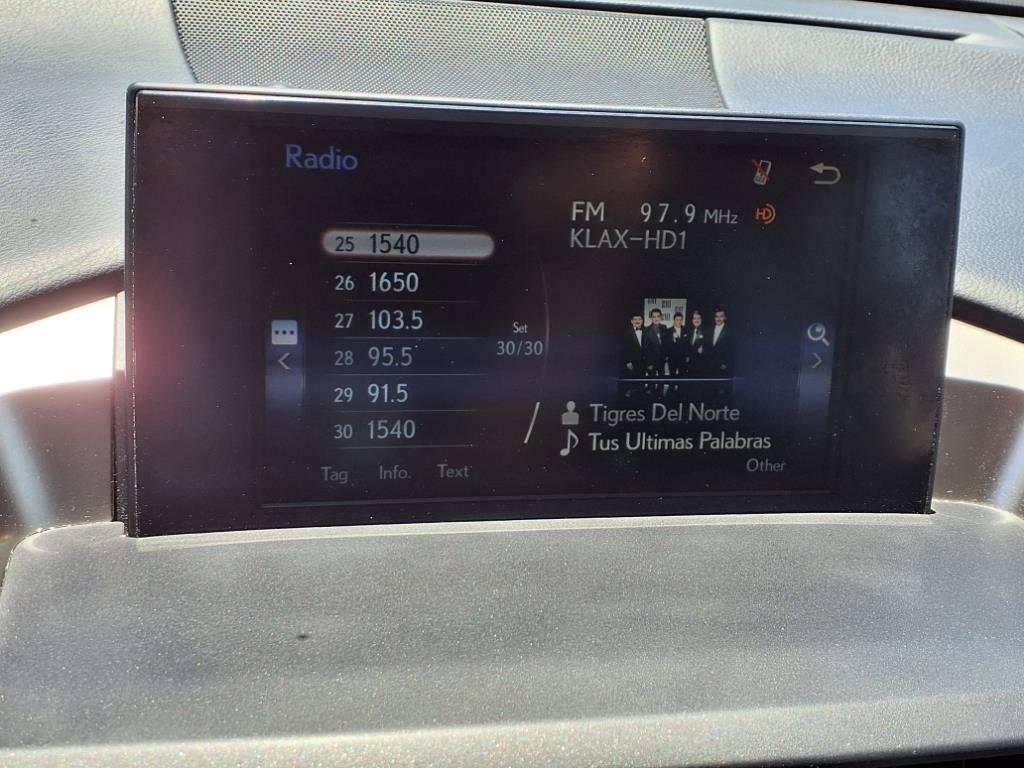 Radio
FM 97.9 MHz HD
KLAX-HD1
25 1540
26 1650
27 103.5
28 95.5
29 91.5
30 1540
Set
30/30
Tigres Del Norte
Tus Ultimas Palabras
Tag Info. Text
Other